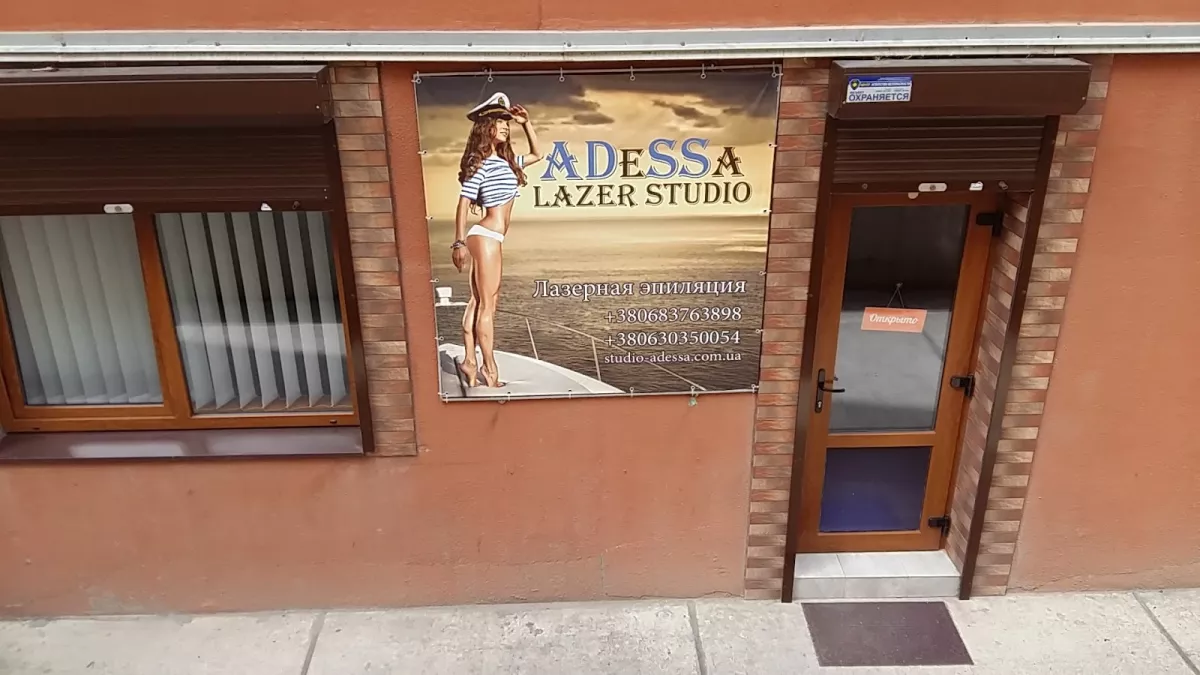 ADeSSA
LAZER STUDIO
Лазерная эпиляция
+380683763898
+380630350054
studio-adessa.com.ua
ОХРАНЯЕТСЯ
Открыто